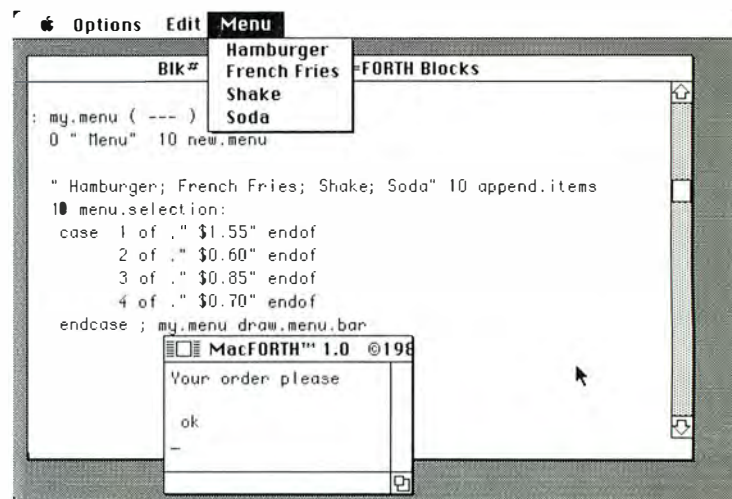 Options Edit Menu
Hamburger
French Fries
Shake
Soda
Blk# =FORTH Blocks
: my.menu ( --- )
0 " Menu" 10 new.menu
" Hamburger; French Fries; Shake; Soda" 10 append.items
10 menu.selection:
case 1 of ." $1.55" endof
2 of ." $0.60" endof
3 of ." $0.85" endof
4 of ." $0.70" endof
endcase ; my.menu draw.menu.bar
MacFORTH™ 1.0 ©198
Your order please
ok